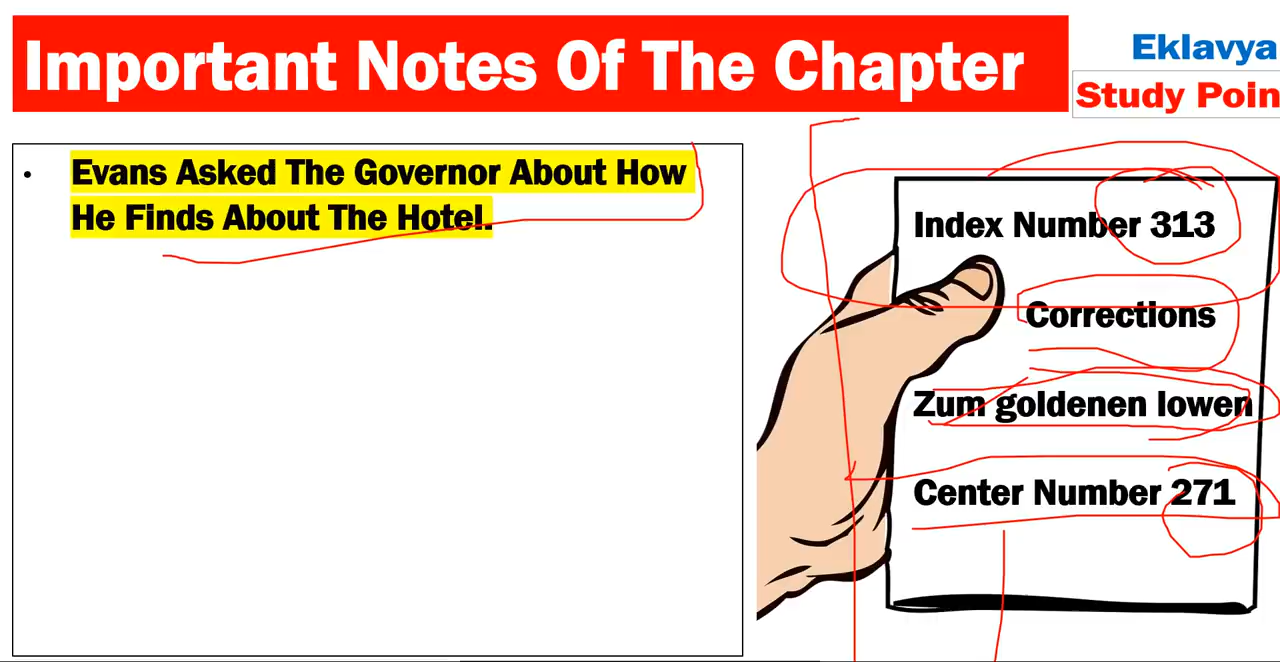 Important Notes Of The Chapter
Eklavya
Study Poin
• Evans Asked The Governor About How
He Finds About The Hotel.
Index Number 313
Corrections
Zum goldenen lowen
Center Number 271